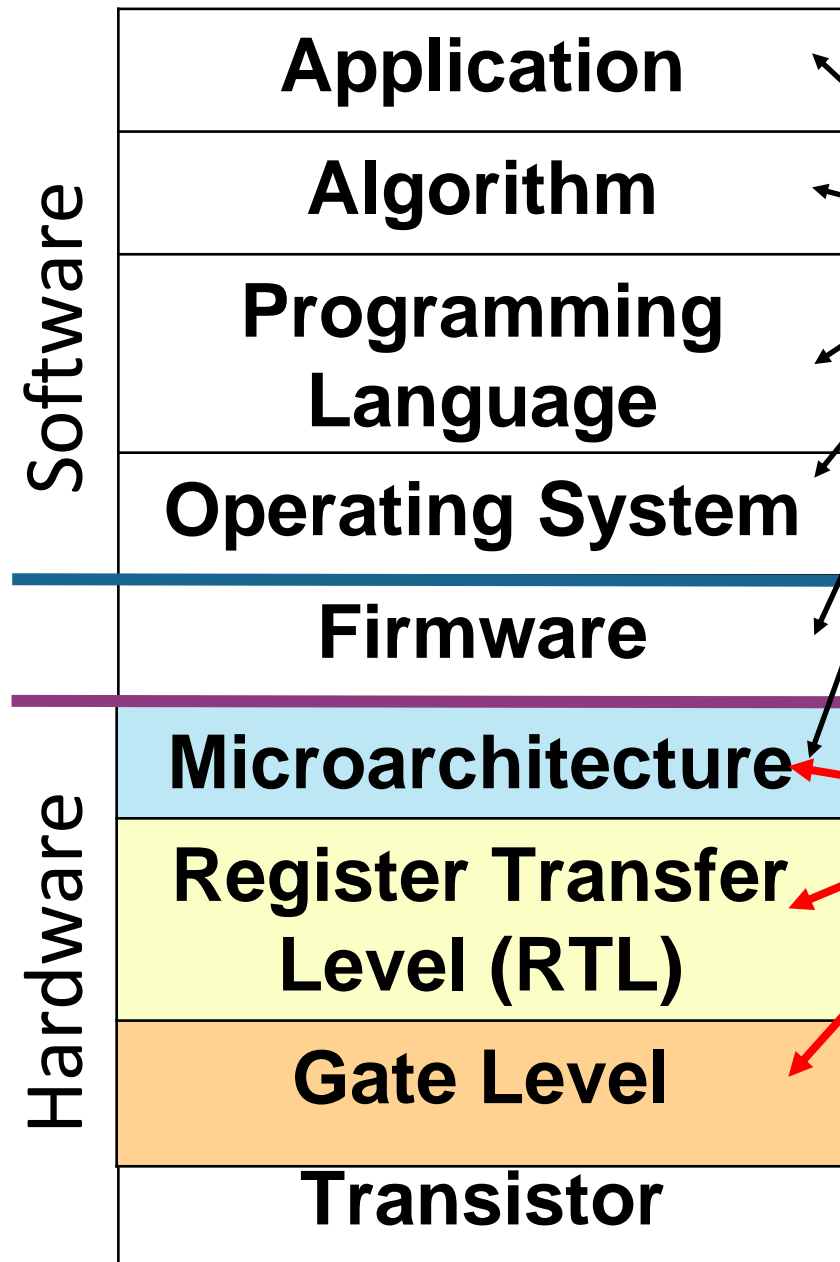 Application
Algorithm
Programming
Language
Operating System
Software
Firmware
Microarchitecture
Register Transfer
Level (RTL)
Gate Level
Transistor
Hardware